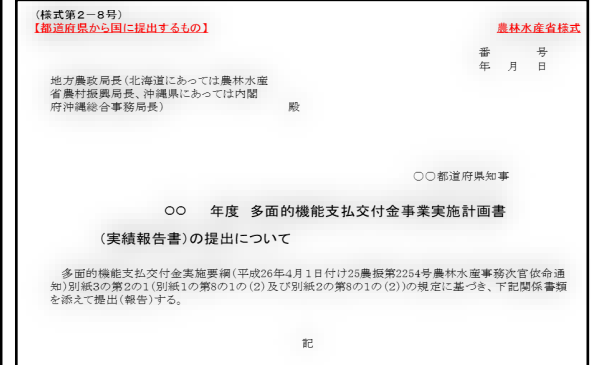 (様式第2-8号)
【都道府県から国に提出するもの】 農林水産省様式
番 号
年 月 日
地方農政局長(北海道にあっては農林水産
省農村振興局長、沖縄県にあっては内閣
府沖縄総合事務局長) 殿
○○都道府県知事
○○ 年度 多面的機能支払交付金事業実施計画書
(実績報告書)の提出について
多面的機能支払交付金実施要綱(平成26年4月1日付け25農振第2254号農林水産事務次官依命通
知)別紙3の第2の1(別紙1の第8の1の(2)及び別紙2の第8の1の(2))の規定に基づき、下記関係書類
を添えて提出(報告)する。
記